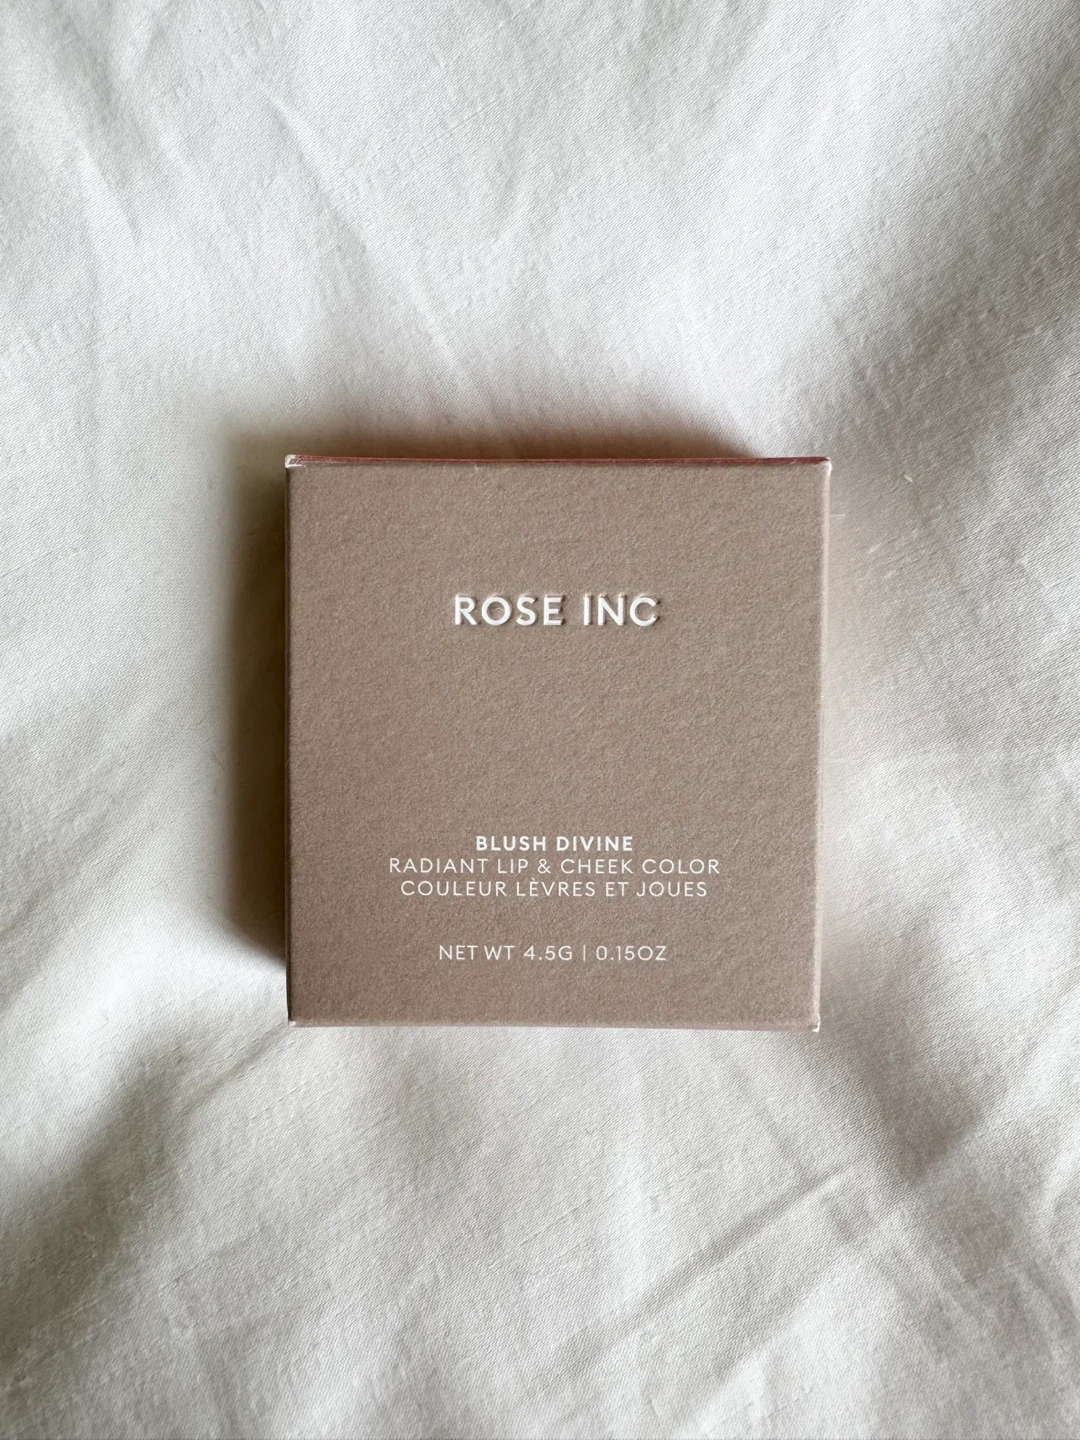 ROSE INC
BLUSH DIVINE
RADIANT LIP & CHEEK COLOR
COULEUR LÈVRES ET JOUES
NET WT 4.5G | 0.15OZ